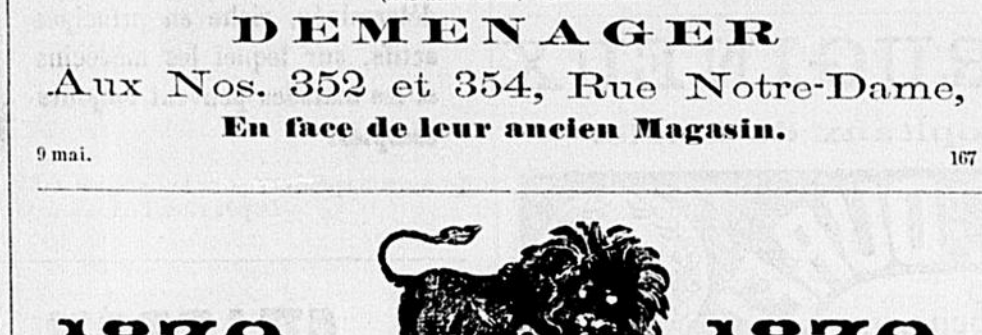 DEMENAGER
Aux Nos. 352 et 354, Rue Notre-Dame,
En face de leur ancien Magasin.
9 mai. 167